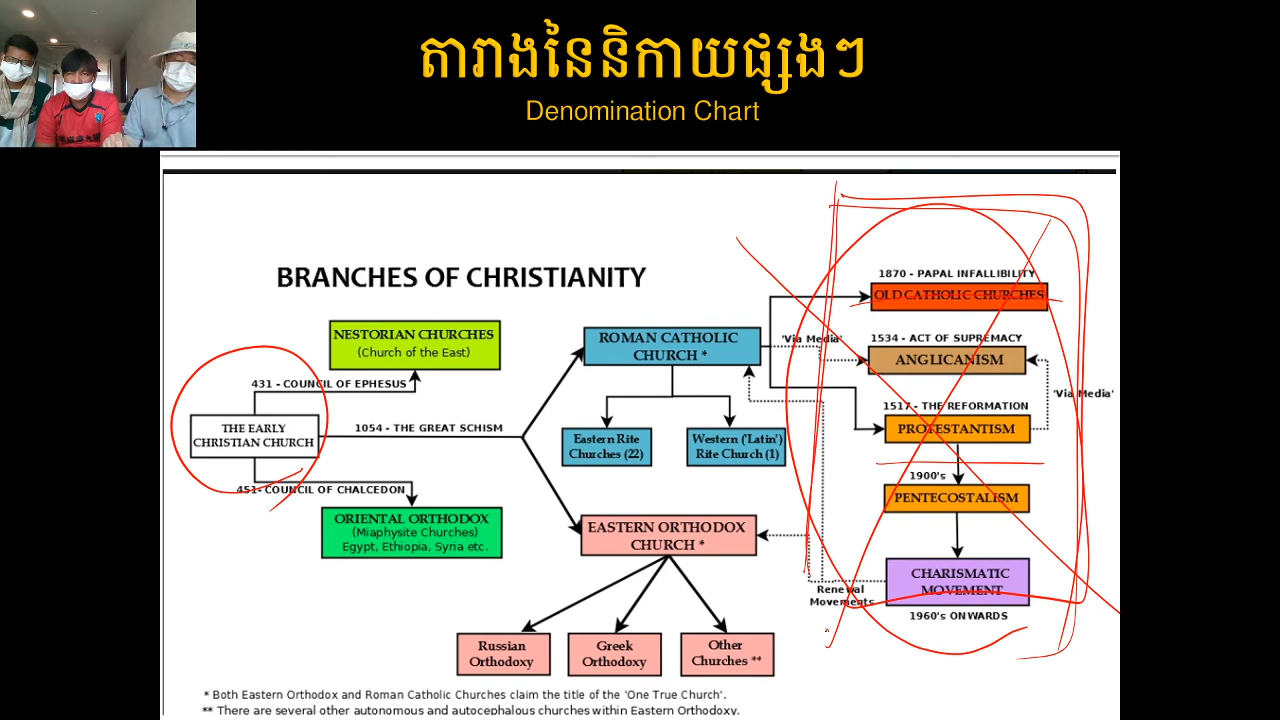 តារាងនៃនិកាយផ្សេងៗ
Denomination Chart
BRANCHES OF CHRISTIANITY
1870 - PAPAL INFALLIBILITY
OLD CATHOLIC CHURCHES
NESTORIAN CHURCHES
(Church of the East)
ROMAN CATHOLIC
CHURCH *
'Via Media'
1534 - ACT OF SUPREMACY
ANGLICANISM
431 - COUNCIL OF EPHESUS
'Via Media'
1517 - THE REFORMATION
PROTESTANTISM
THE EARLY
CHRISTIAN CHURCH
1054 - THE GREAT SCHISM
Eastern Rite
Churches (22)
Western ('Latin')
Rite Church (1)
1900's
PENTECOSTALISM
451- COUNCIL OF CHALCEDON
ORIENTAL ORTHODOX
(Miaphysite Churches)
Egypt, Ethiopia, Syria etc.
EASTERN ORTHODOX
CHURCH *
CHARISMATIC
MOVEMENT
Renewal
Movements
1960's ONWARDS
Russian
Orthodoxy
Greek
Orthodoxy
Other
Churches **
* Both Eastern Orthodox and Roman Catholic Churches claim the title of the 'One True Church'.
** There are several other autonomous and autocephalous churches within Eastern Orthodoxy.